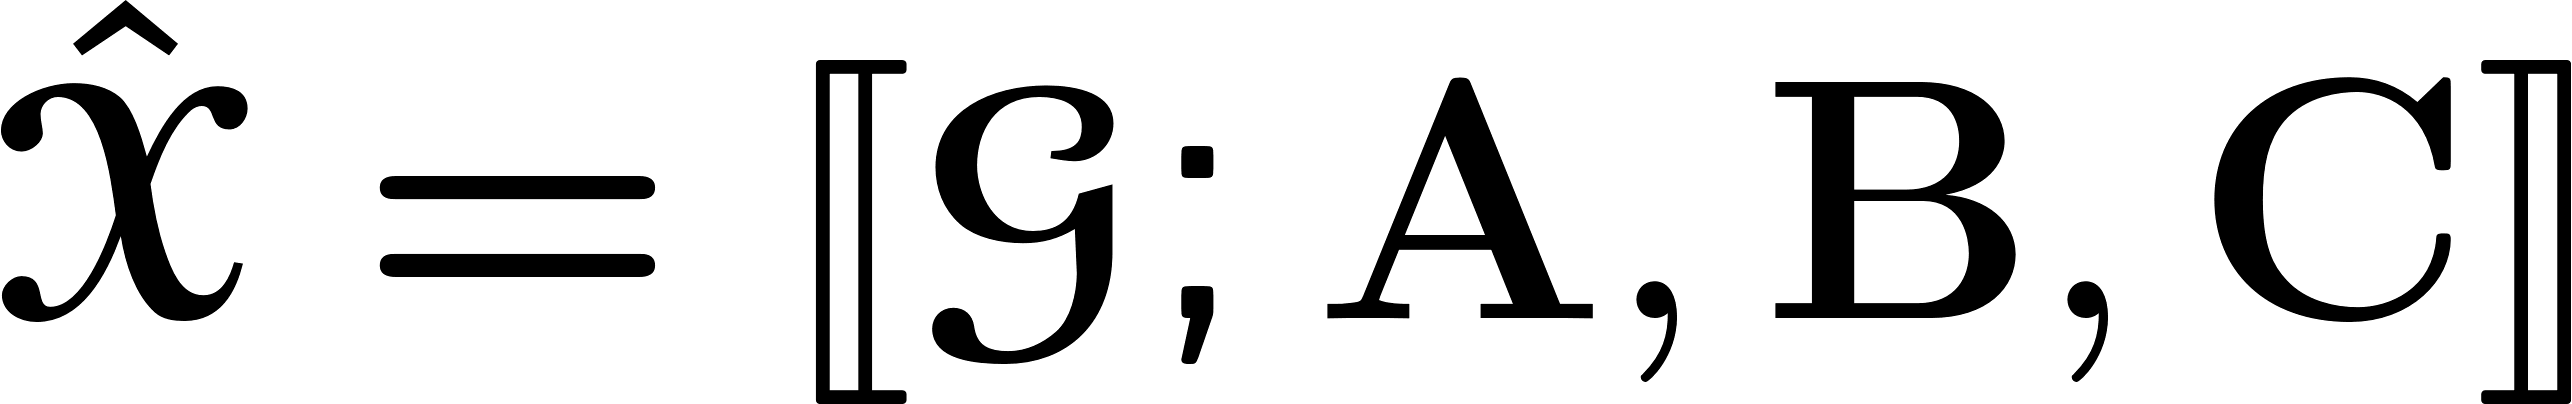 𝒳̂ = ⟦𝒢; 𝐀, 𝐁, 𝐂⟧